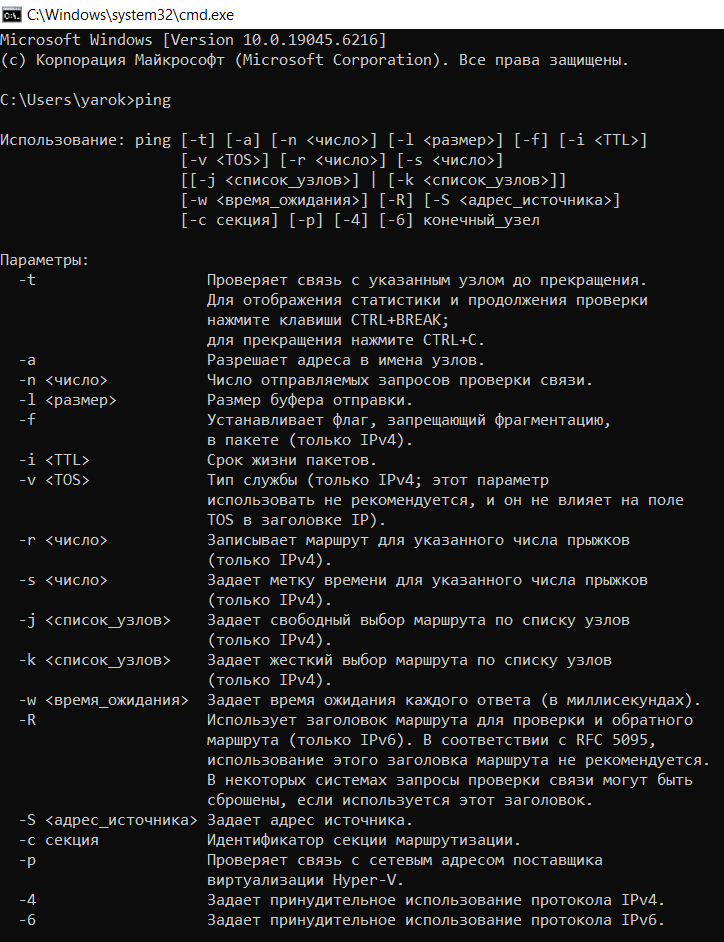 C:\Windows\system32\cmd.exe
Microsoft Windows [Version 10.0.19045.6216]
(c) Корпорация Майкрософт (Microsoft Corporation). Все права защищены.
C:\Users\yarok>ping
Использование: ping [-t] [-a] [-n <число>] [-l <размер>] [-f] [-i <TTL>]
[-v <TOS>] [-r <число>] [-s <число>]
[[-j <список_узлов>] | [-k <список_узлов>]]
[-w <время_ожидания>] [-R] [-S <адрес_источника>]
[-c секция] [-p] [-4] [-6] конечный_узел
Параметры:
-t Проверяет связь с указанным узлом до прекращения.
Для отображения статистики и продолжения проверки
нажмите клавиши CTRL+BREAK;
для прекращения нажмите CTRL+C.
-a Разрешает адреса в имена узлов.
-n <число> Число отправляемых запросов проверки связи.
-l <размер> Размер буфера отправки.
-f Устанавливает флаг, запрещающий фрагментацию,
в пакете (только IPv4).
-i <TTL> Срок жизни пакетов.
-v <TOS> Тип службы (только IPv4; этот параметр
использовать не рекомендуется, и он не влияет на поле
TOS в заголовке IP).
-r <число> Записывает маршрут для указанного числа прыжков
(только IPv4).
-s <число> Задает метку времени для указанного числа прыжков
(только IPv4).
-j <список_узлов> Задает свободный выбор маршрута по списку узлов
(только IPv4).
-k <список_узлов> Задает жесткий выбор маршрута по списку узлов
(только IPv4).
-w <время_ожидания> Задает время ожидания каждого ответа (в миллисекундах).
-R Использует заголовок маршрута для проверки и обратного
маршрута (только IPv6). В соответствии с RFC 5095,
использование этого заголовка маршрута не рекомендуется.
В некоторых системах запросы проверки связи могут быть
сброшены, если используется этот заголовок.
-S <адрес_источника> Задает адрес источника.
-c секция Идентификатор секции маршрутизации.
-p Проверяет связь с сетевым адресом поставщика
виртуализации Hyper-V.
-4 Задает принудительное использование протокола IPv4.
-6 Задает принудительное использование протокола IPv6.